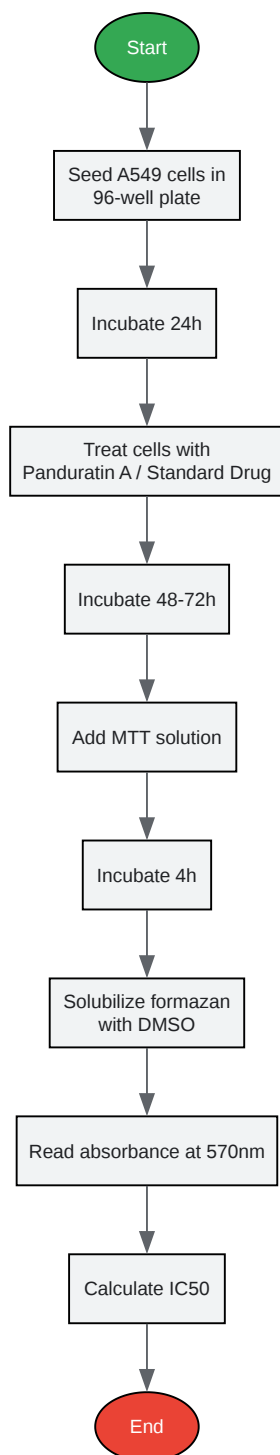 Start
Seed A549 cells in
96-well plate
Incubate 24h
Treat cells with
Panduratin A / Standard Drug
Incubate 48-72h
Add MTT solution
Incubate 4h
Solubilize formazan
with DMSO
Read absorbance at 570nm
Calculate IC50
End